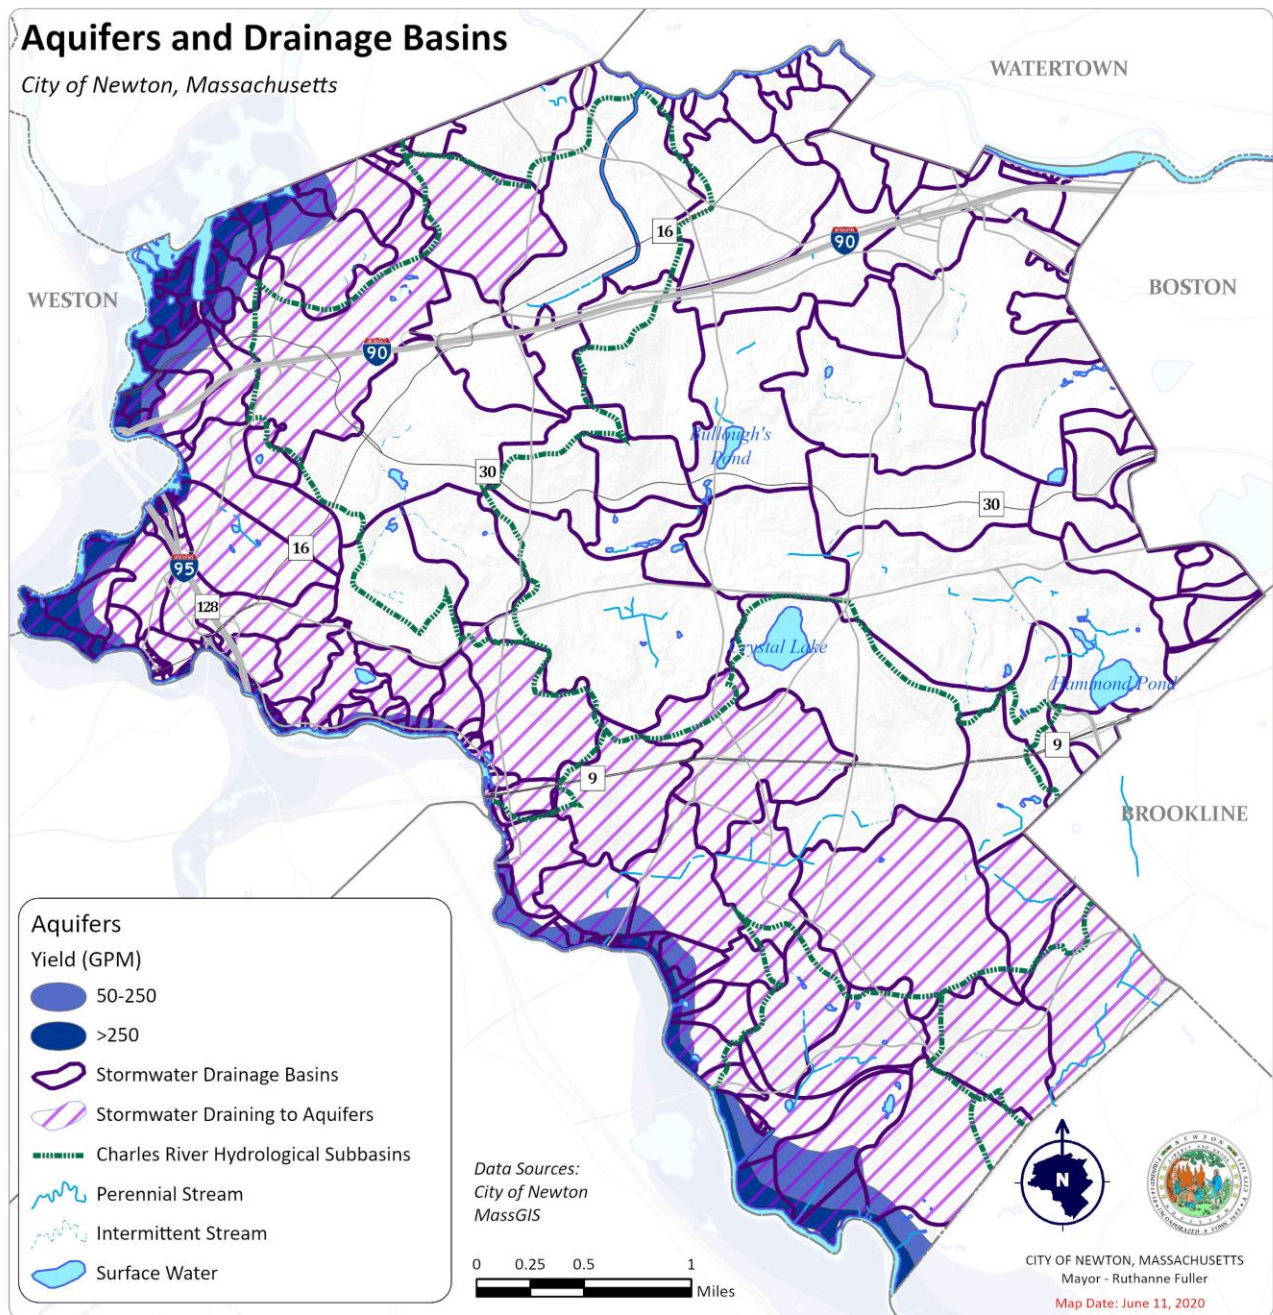 Aquifers and Drainage Basins
City of Newton, Massachusetts
WATERTOWN
WESTON
BOSTON
BROOKLINE
16
90
90
Bullough's
Pond
30
30
16
95
128
Crystal Lake
Hammond Pond
9
9
Aquifers
Yield (GPM)
50-250
>250
Stormwater Drainage Basins
Stormwater Draining to Aquifers
Charles River Hydrological Subbasins
Perennial Stream
Intermittent Stream
Surface Water
Data Sources:
City of Newton
MassGIS
0 0.25 0.5 1
Miles
N
CITY OF NEWTON, MASSACHUSETTS
Mayor - Ruthanne Fuller
Map Date: June 11, 2020